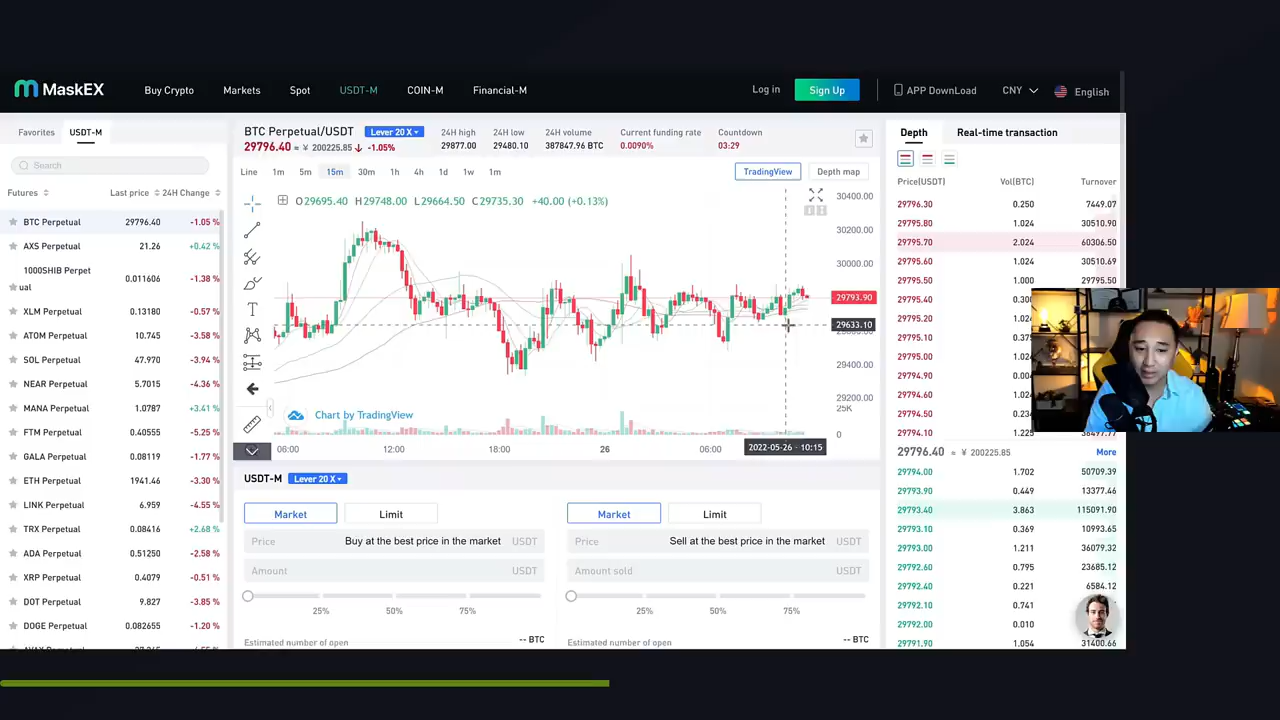 MaskEX
Buy Crypto Markets Spot USDT-M COIN-M Financial-M Log in Sign Up APP DownLoad CNY English
Favorites USDT-M
Search
Futures Last price 24H Change
BTC Perpetual 29796.40 -1.05 %
AXS Perpetual 21.26 +0.42 %
1000SHIB Perpet
ual 0.011606 -1.38 %
XLM Perpetual 0.13180 -0.57 %
ATOM Perpetual 10.082
SOL Perpetual 47.970 -3.94 %
NEAR Perpetual 5.7015 -4.36 %
MANA Perpetual 1.0787 +3.41 %
FTM Perpetual 0.40555 -5.25 %
GALA Perpetual 0.08119 -1.77 %
ETH Perpetual 1941.46 -3.30 %
LINK Perpetual 6.959 -4.55 %
TRX Perpetual 0.08416 +2.68 %
ADA Perpetual 0.51250 -2.58 %
XRP Perpetual 0.4079 -0.51 %
DOT Perpetual 9.827 -3.85 %
DOGE Perpetual 0.082655 -1.20 %
BTC Perpetual/USDT Lever 20 X
29796.40 ≈ ¥ 200225.85 -1.05%
24H high
29877.00
24H low
29480.10
24H volume
387847.96 BTC
Current funding rate
0.0090%
Countdown
03:29
Line 1m 5m 15m 30m 1h 4h 1d 1w 1m TradingView Depth map
O29695.40 H29748.00 L29664.50 C29735.30 +40.00 (+0.13%)
30400.00
30200.00
30000.00
29793.90
29633.10
29400.00
29200.00
25K
0
Chart by TradingView
06:00 12:00 18:00 26 06:00 2022-05-26 - 10:15
USDT-M Lever 20 X
Market Limit Market Limit
Price Buy at the best price in the market USDT Price Sell at the best price in the market USDT
Amount USDT Amount sold USDT
25% 50% 75% 25% 50% 75%
Estimated number of open -- BTC Estimated number of open -- BTC
Depth Real-time transaction
Price(USDT) Vol(BTC) Turnover
29796.30 0.250 7449.07
29795.80 1.024 30510.90
29795.70 2.024 60306.50
29795.60 1.024 30510.69
29795.50 1.000 29795.50
29795.40
29795.20
29795.10
29795.00
29794.90
29794.60
29794.50
29794.10
29796.40 ≈ ¥ 200225.85 More
29794.00 1.702 50709.39
29793.90 0.449 13377.46
29793.40 3.863 115091.90
29793.10 0.369 10993.65
29793.00 1.211 36079.32
29792.60 0.795 23685.12
29792.40 0.221 6584.12
29792.10 0.741
29792.00 0.010
29791.90 1.054 31400.66